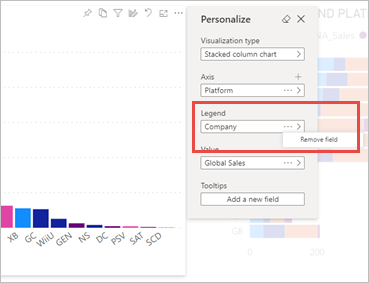 Personalize
ND PLAT
Visualization type
Stacked column chart
NA_Sales
Axis
Platform
Legend
Company
Remove field
Value
Global Sales
Tooltips
Add a new field
XB GC WiiU GEN NS DC PSV SAT SCD
GB
0 200